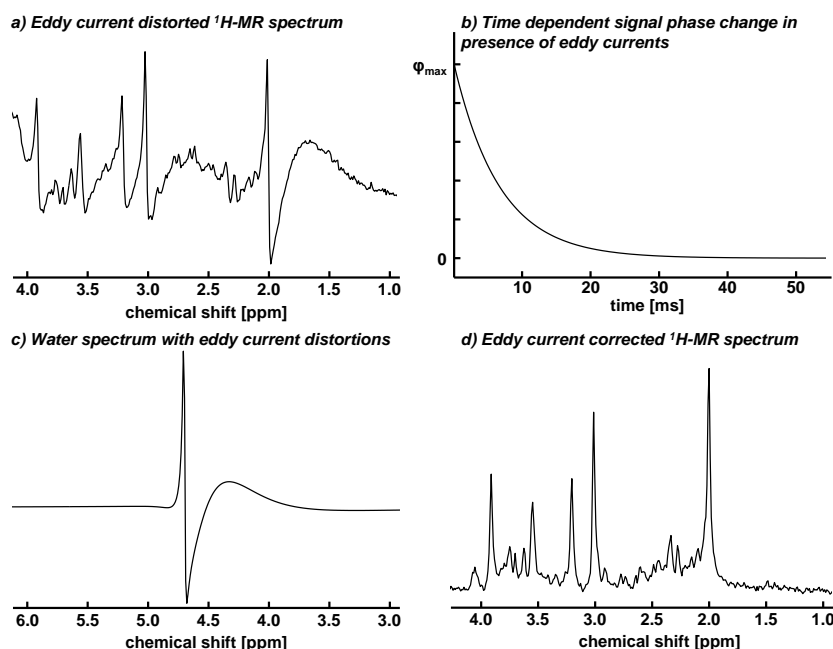 a) Eddy current distorted ¹H-MR spectrum
4.0 3.5 3.0 2.5 2.0 1.5 1.0
chemical shift [ppm]
b) Time dependent signal phase change in
presence of eddy currents
φmax
0
10 20 30 40 50
time [ms]
c) Water spectrum with eddy current distortions
6.0 5.5 5.0 4.5 4.0 3.5 3.0
chemical shift [ppm]
d) Eddy current corrected ¹H-MR spectrum
4.0 3.5 3.0 2.5 2.0 1.5 1.0
chemical shift [ppm]